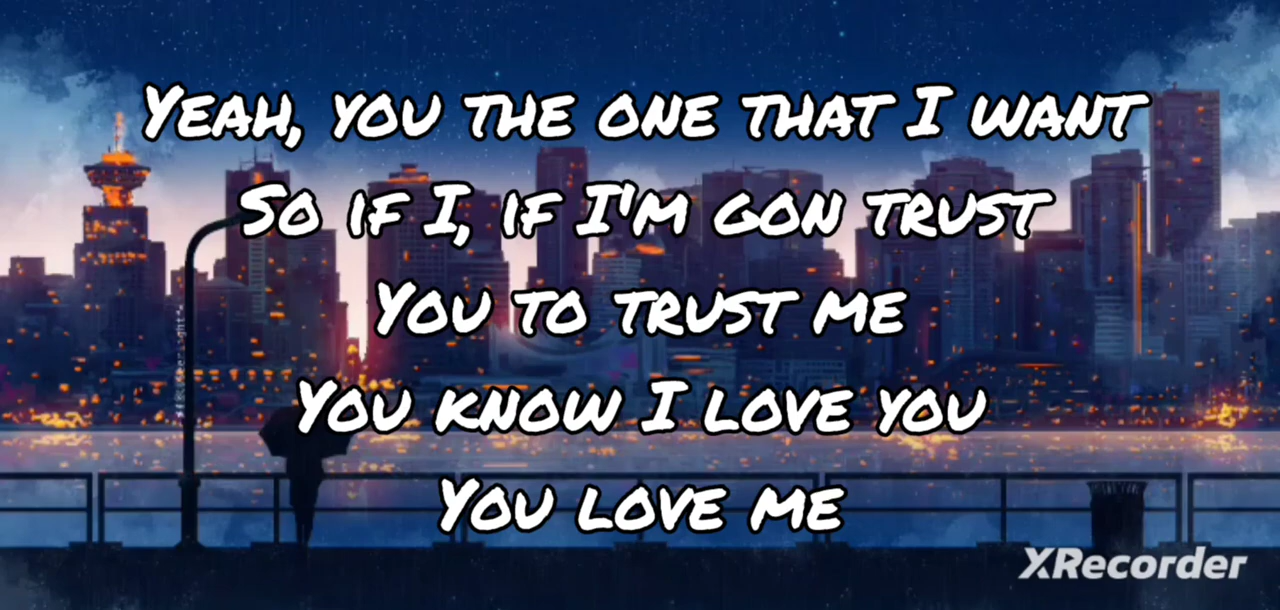 Yeah, you the one that I want
So if I, if I'm gon trust
You to trust me
You know I love you
You love me
XRecorder